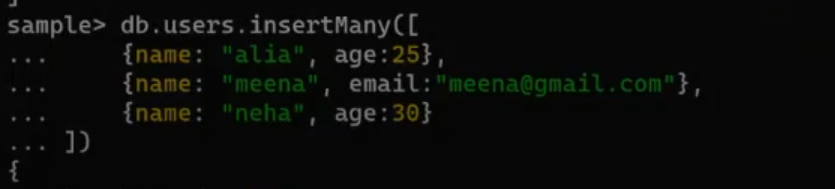 sample> db.users.insertMany([
...     {name: "alia", age:25},
...     {name: "meena", email:"meena@gmail.com"},
...     {name: "neha", age:30}
... ])
{